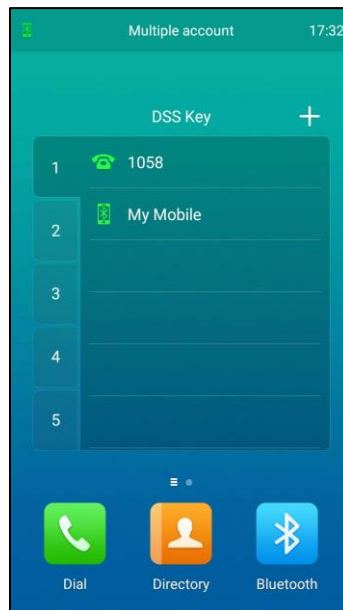 Multiple account 17:32
DSS Key
1 1058
2 My Mobile
3
4
5
Dial Directory Bluetooth